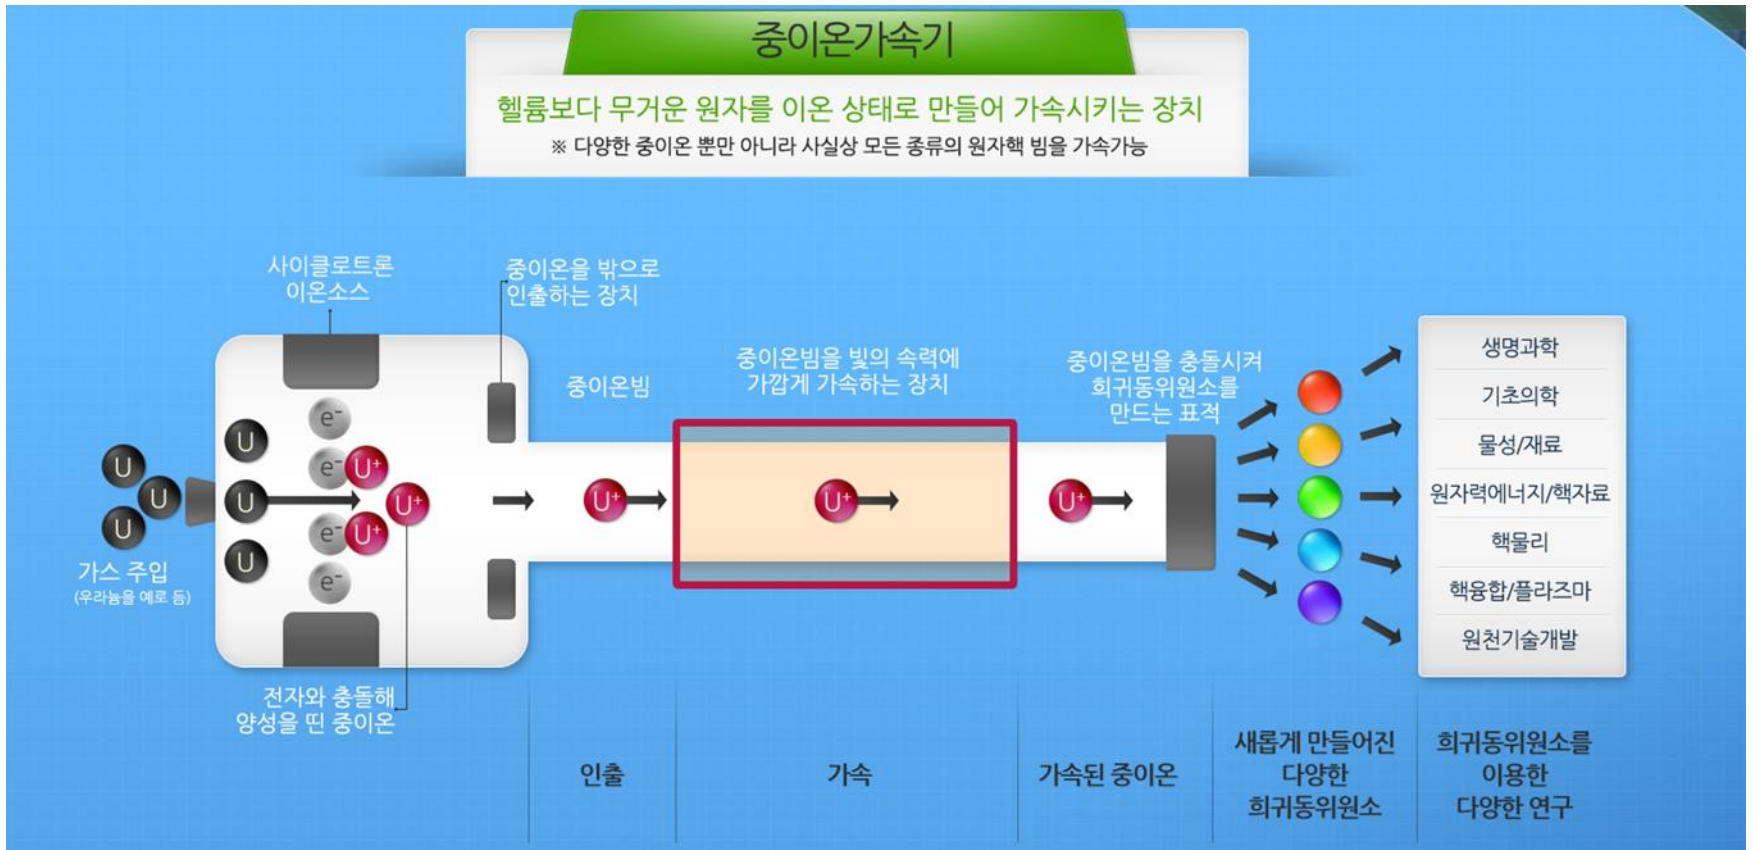 중이온가속기
헬륨보다 무거운 원자를 이온 상태로 만들어 가속시키는 장치
※ 다양한 중이온 뿐만 아니라 사실상 모든 종류의 원자핵 빔을 가속가능
사이클로트론
이온소스
중이온을 밖으로
인출하는 장치
중이온빔
중이온빔을 빛의 속력에
가깝게 가속하는 장치
중이온빔을 충돌시켜
희귀동위원소를
만드는 표적
U
U
U
가스 주입
(우라늄을 예로 듬)
U
U
U
e-
e-
e-
e-
U+
U+
U+
U+
U+
U+
전자와 충돌해
양성을 띤 중이온
생명과학
기초의학
물성/재료
원자력에너지/핵자료
핵물리
핵융합/플라즈마
원천기술개발
인출
가속
가속된 중이온
새롭게 만들어진
다양한
희귀동위원소
희귀동위원소를
이용한
다양한 연구